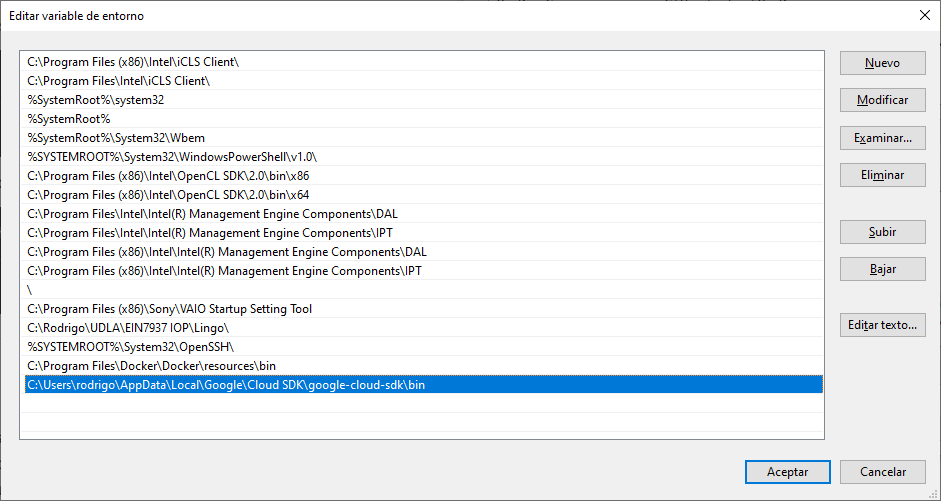 Editar variable de entorno
C:\Program Files (x86)\Intel\iCLS Client\
C:\Program Files\Intel\iCLS Client\
%SystemRoot%\system32
%SystemRoot%
%SystemRoot%\System32\Wbem
%SYSTEMROOT%\System32\WindowsPowerShell\v1.0\
C:\Program Files (x86)\Intel\OpenCL SDK\2.0\bin\x86
C:\Program Files (x86)\Intel\OpenCL SDK\2.0\bin\x64
C:\Program Files\Intel\Intel(R) Management Engine Components\DAL
C:\Program Files\Intel\Intel(R) Management Engine Components\IPT
C:\Program Files (x86)\Intel\Intel(R) Management Engine Components\DAL
C:\Program Files (x86)\Intel\Intel(R) Management Engine Components\IPT
\
C:\Program Files (x86)\Sony\VAIO Startup Setting Tool
C:\Rodrigo\UDLA\EIN7937 IOP\Lingo\
%SYSTEMROOT%\System32\OpenSSH\
C:\Program Files\Docker\Docker\resources\bin
C:\Users\rodrigo\AppData\Local\Google\Cloud SDK\google-cloud-sdk\bin
Nuevo
Modificar
Examinar...
Eliminar
Subir
Bajar
Editar texto...
Aceptar
Cancelar